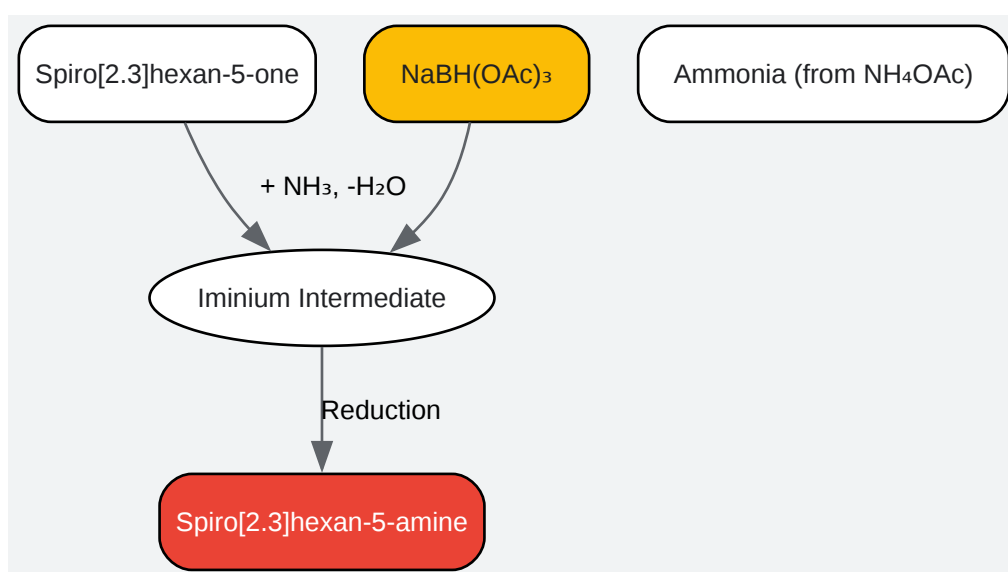 Spiro[2.3]hexan-5-one
NaBH(OAc)₃
Ammonia (from NH₄OAc)
+ NH₃, -H₂O
Iminium Intermediate
Reduction
Spiro[2.3]hexan-5-amine